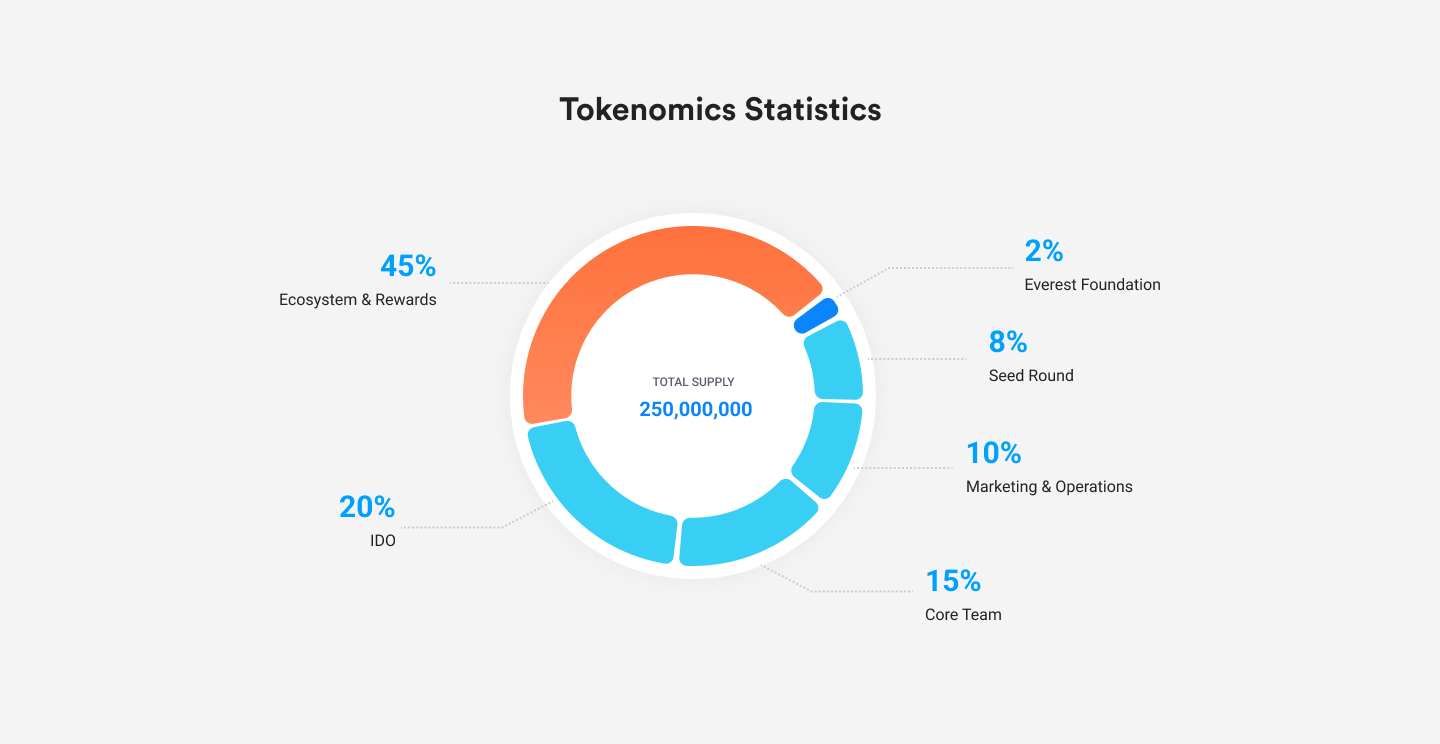 Tokenomics Statistics
45%
Ecosystem & Rewards
20%
IDO
TOTAL SUPPLY
250,000,000
2%
Everest Foundation
8%
Seed Round
10%
Marketing & Operations
15%
Core Team